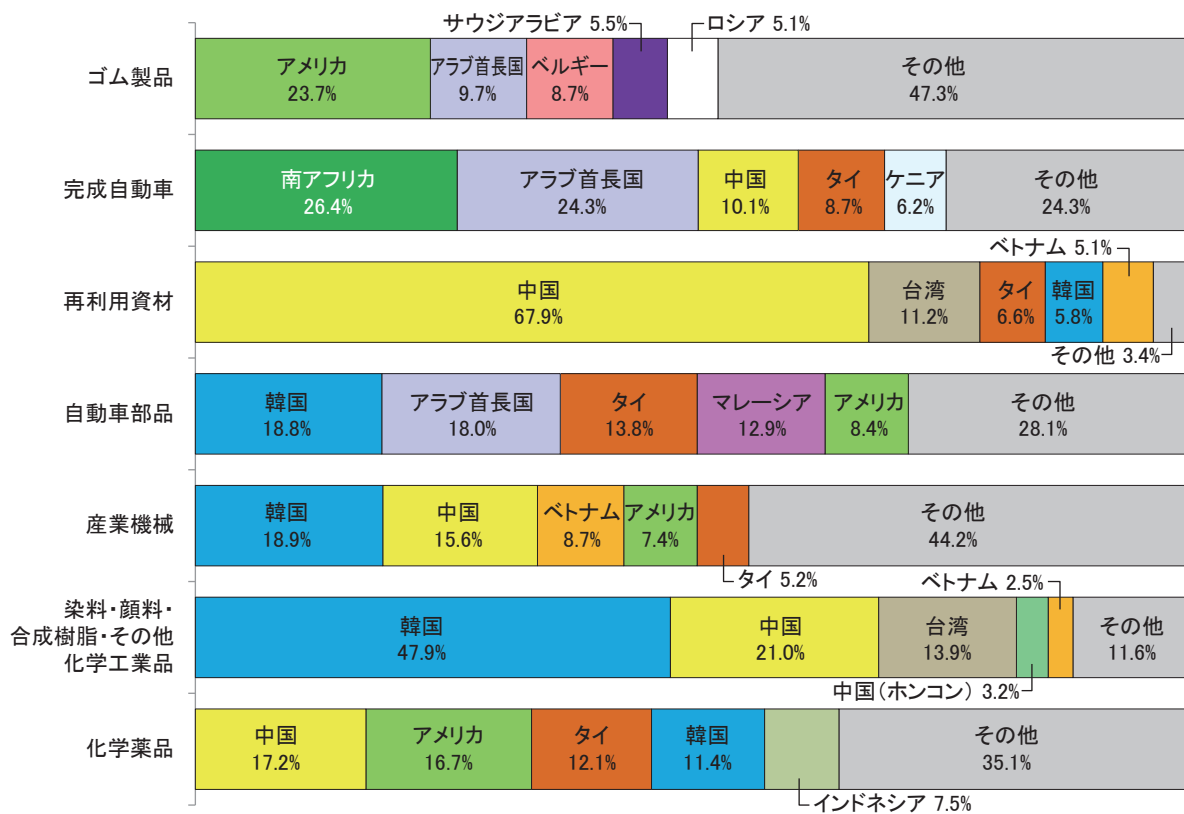 サウジアラビア 5.5%
ロシア 5.1%
ゴム製品
アメリカ
23.7%
アラブ首長国
9.7%
ベルギー
8.7%
その他
47.3%
完成自動車
南アフリカ
26.4%
アラブ首長国
24.3%
中国
10.1%
タイ
8.7%
ケニア
6.2%
その他
24.3%
ベトナム 5.1%
再利用資材
中国
67.9%
台湾
11.2%
タイ
6.6%
韓国
5.8%
その他 3.4%
自動車部品
韓国
18.8%
アラブ首長国
18.0%
タイ
13.8%
マレーシア
12.9%
アメリカ
8.4%
その他
28.1%
産業機械
韓国
18.9%
中国
15.6%
ベトナム
8.7%
アメリカ
7.4%
その他
44.2%
タイ 5.2%
ベトナム 2.5%
染料・顔料・
合成樹脂・その他
化学工業品
韓国
47.9%
中国
21.0%
台湾
13.9%
その他
11.6%
中国(ホンコン) 3.2%
化学薬品
中国
17.2%
アメリカ
16.7%
タイ
12.1%
韓国
11.4%
その他
35.1%
インドネシア 7.5%